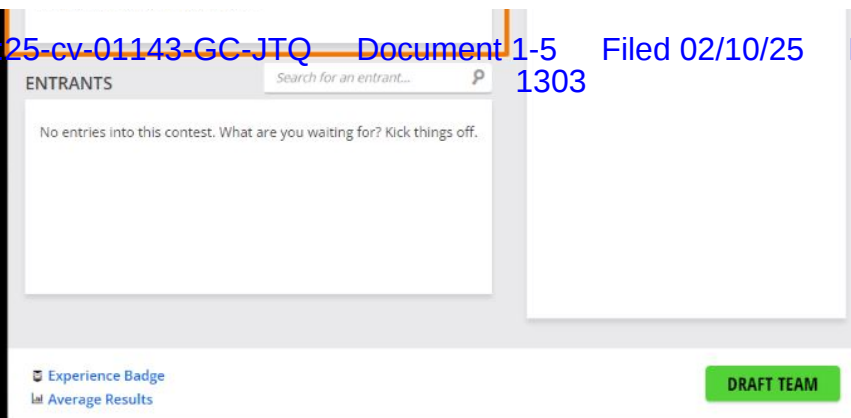 25-cv-01143-GC-JTQ Document 1-5 Filed 02/10/25
1303
ENTRANTS
Search for an entrant...
No entries into this contest. What are you waiting for? Kick things off.
Experience Badge
Average Results
DRAFT TEAM